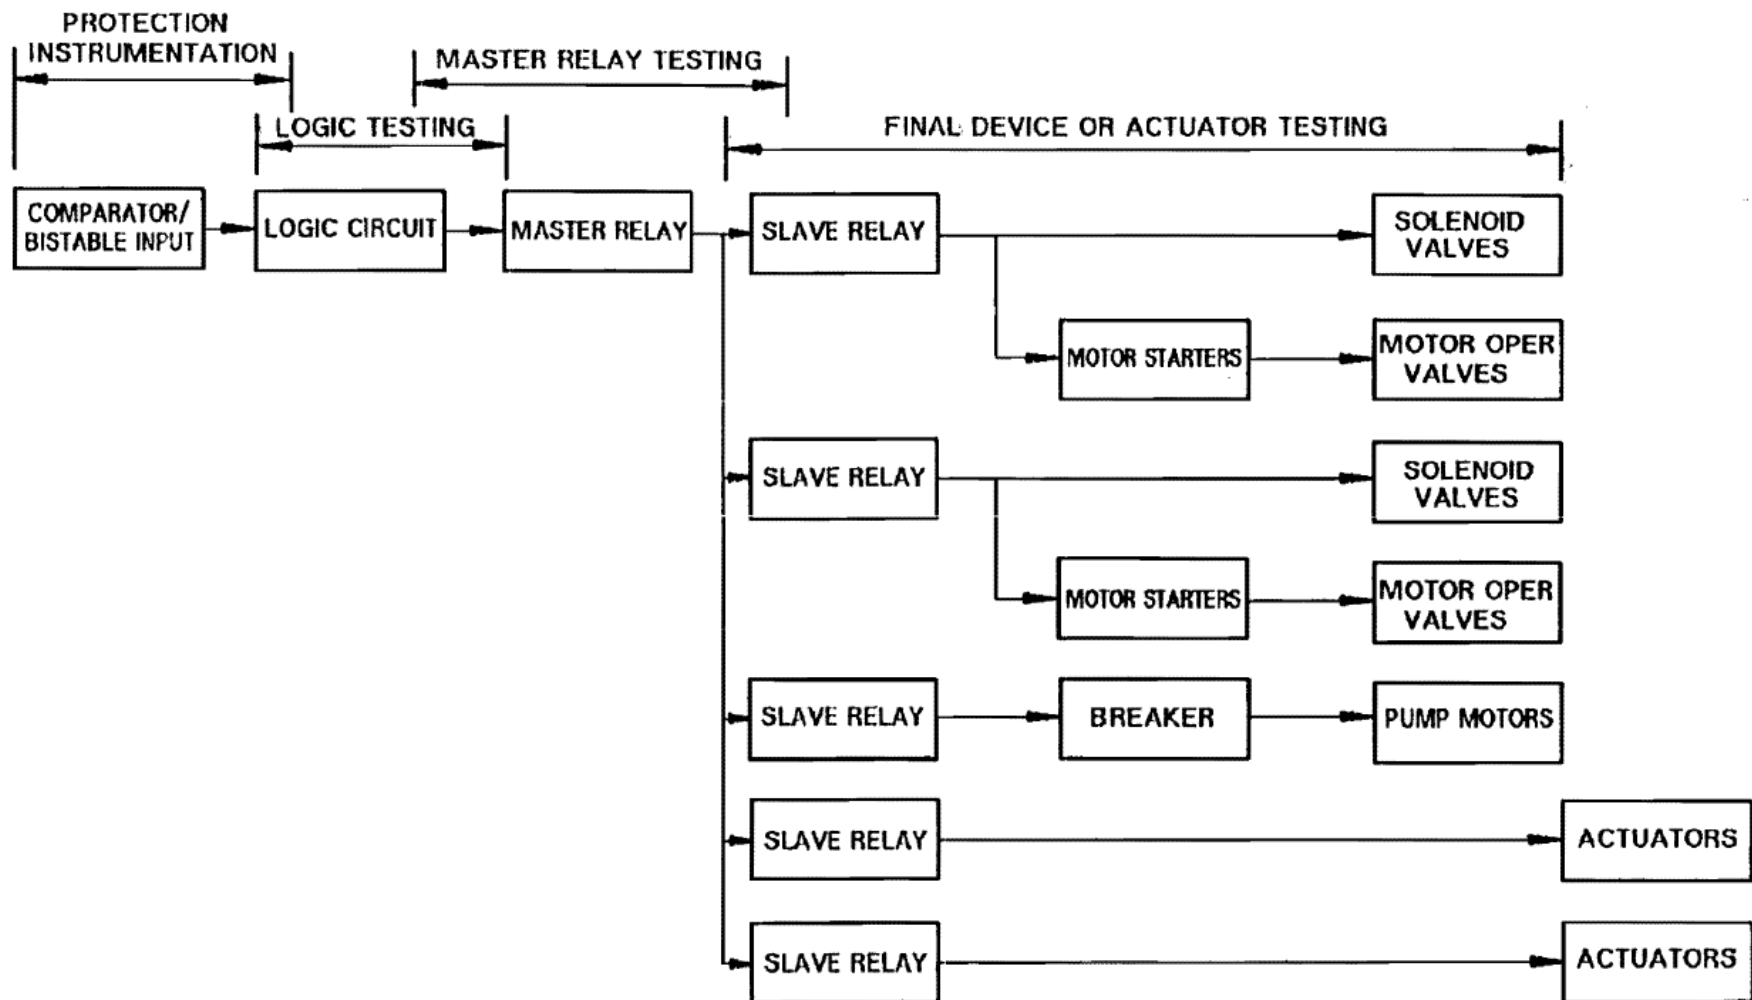 PROTECTION
INSTRUMENTATION
MASTER RELAY TESTING
LOGIC TESTING
FINAL DEVICE OR ACTUATOR TESTING
COMPARATOR/
BISTABLE INPUT
LOGIC CIRCUIT
MASTER RELAY
SLAVE RELAY
SOLENOID
VALVES
MOTOR STARTERS
MOTOR OPER
VALVES
SLAVE RELAY
SOLENOID
VALVES
MOTOR STARTERS
MOTOR OPER
VALVES
SLAVE RELAY
BREAKER
PUMP MOTORS
SLAVE RELAY
ACTUATORS
SLAVE RELAY
ACTUATORS